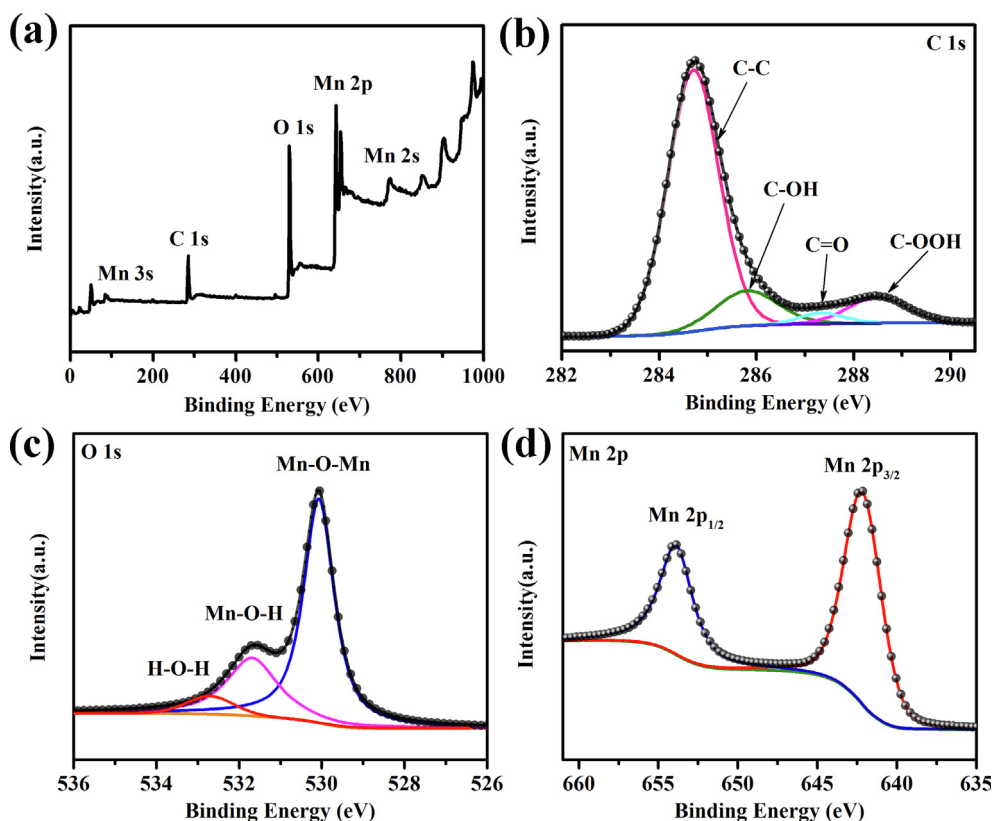 (a)
Intensity(a.u.)
Mn 3s
C 1s
O 1s
Mn 2p
Mn 2s
0 200 400 600 800 1000
Binding Energy (eV)
(b)
C 1s
Intensity(a.u.)
C-C
C-OH
C=O
C-OOH
282 284 286 288 290
Binding Energy (eV)
(c)
O 1s
Intensity(a.u.)
Mn-O-Mn
Mn-O-H
H-O-H
536 534 532 530 528 526
Binding Energy (eV)
(d)
Mn 2p
Intensity(a.u.)
Mn 2p1/2
Mn 2p3/2
660 655 650 645 640 635
Binding Energy (eV)